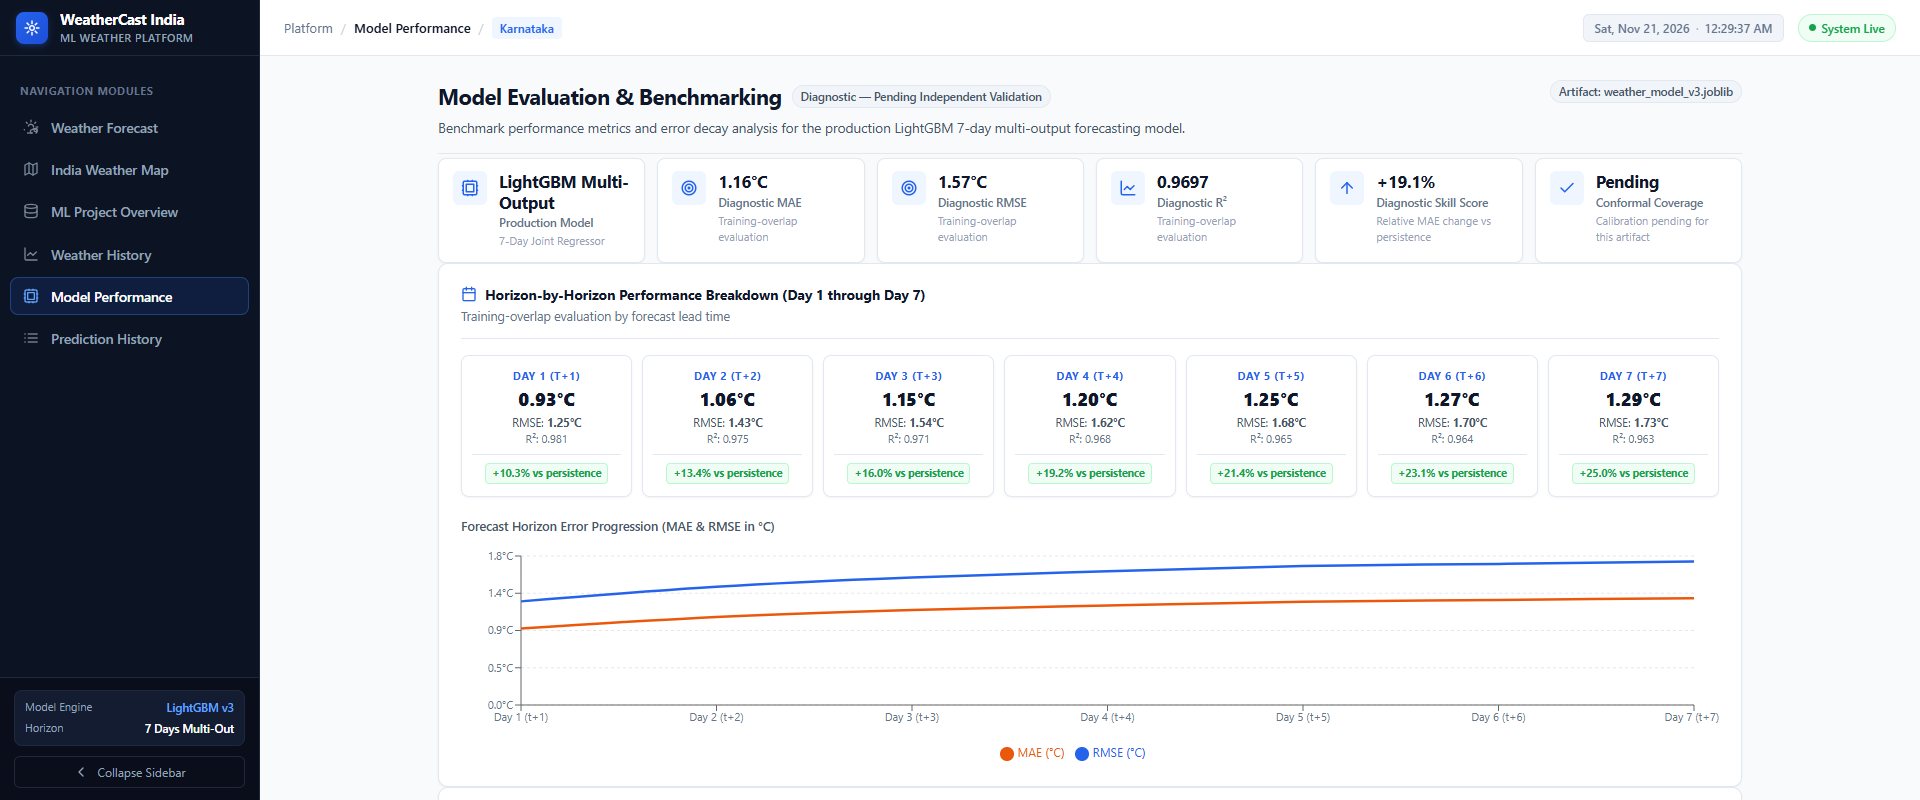 WeatherCast India
ML WEATHER PLATFORM
NAVIGATION MODULES
Weather Forecast
India Weather Map
ML Project Overview
Weather History
Model Performance
Prediction History
Model Engine LightGBM v3
Horizon 7 Days Multi-Out
Collapse Sidebar
Platform / Model Performance / Karnataka
Sat, Nov 21, 2026 · 12:29:37 AM
System Live
Model Evaluation & Benchmarking
Diagnostic — Pending Independent Validation
Artifact: weather_model_v3.joblib
Benchmark performance metrics and error decay analysis for the production LightGBM 7-day multi-output forecasting model.
LightGBM Multi-
Output
Production Model
7-Day Joint Regressor
1.16°C
Diagnostic MAE
Training-overlap
evaluation
1.57°C
Diagnostic RMSE
Training-overlap
evaluation
0.9697
Diagnostic R²
Training-overlap
evaluation
+19.1%
Diagnostic Skill Score
Relative MAE change vs
persistence
Pending
Conformal Coverage
Calibration pending for
this artifact
Horizon-by-Horizon Performance Breakdown (Day 1 through Day 7)
Training-overlap evaluation by forecast lead time
DAY 1 (T+1)
0.93°C
RMSE: 1.25°C
R²: 0.981
+10.3% vs persistence
DAY 2 (T+2)
1.06°C
RMSE: 1.43°C
R²: 0.975
+13.4% vs persistence
DAY 3 (T+3)
1.15°C
RMSE: 1.54°C
R²: 0.971
+16.0% vs persistence
DAY 4 (T+4)
1.20°C
RMSE: 1.62°C
R²: 0.968
+19.2% vs persistence
DAY 5 (T+5)
1.25°C
RMSE: 1.68°C
R²: 0.965
+21.4% vs persistence
DAY 6 (T+6)
1.27°C
RMSE: 1.70°C
R²: 0.964
+23.1% vs persistence
DAY 7 (T+7)
1.29°C
RMSE: 1.73°C
R²: 0.963
+25.0% vs persistence
Forecast Horizon Error Progression (MAE & RMSE in °C)
1.8°C
1.4°C
0.9°C
0.5°C
0.0°C
Day 1 (t+1) Day 2 (t+2) Day 3 (t+3) Day 4 (t+4) Day 5 (t+5) Day 6 (t+6) Day 7 (t+7)
MAE (°C) RMSE (°C)